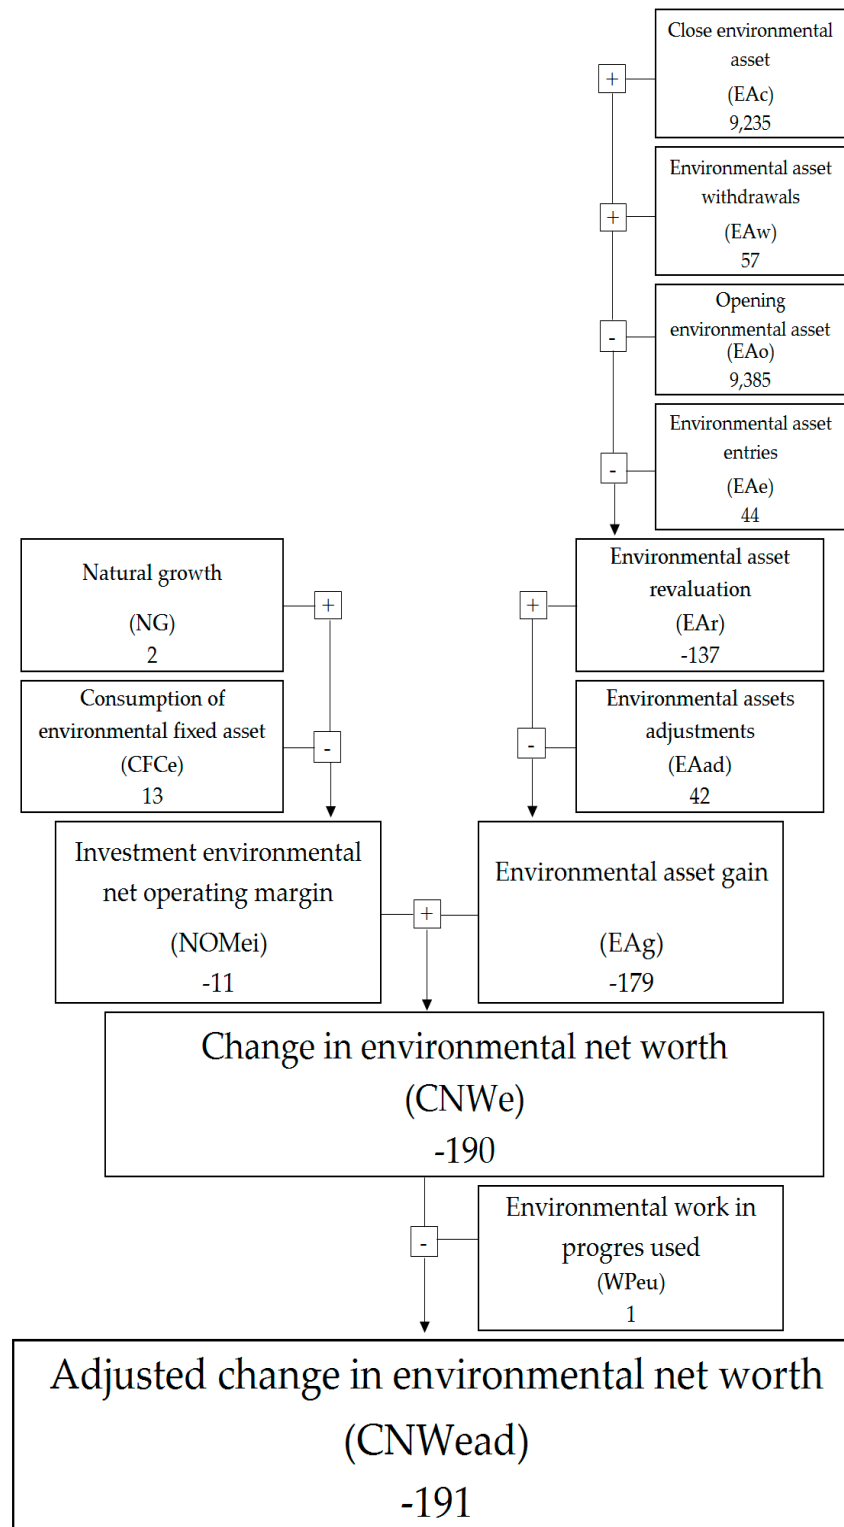 Close environmental
asset
(EAc)
9,235
+
Environmental asset
withdrawals
(EAw)
57
+
Opening
environmental asset
(EAo)
9,385
-
Environmental asset
entries
(EAe)
44
-
Natural growth
(NG)
2
+
Environmental asset
revaluation
(EAr)
-137
+
Consumption of
environmental fixed asset
(CFCe)
13
-
Environmental assets
adjustments
(EAad)
42
-
Investment environmental
net operating margin
(NOMei)
-11
+
Environmental asset gain
(EAg)
-179
Change in environmental net worth
(CNWe)
-190
-
Environmental work in
progres used
(WPeu)
1
Adjusted change in environmental net worth
(CNWead)
-191